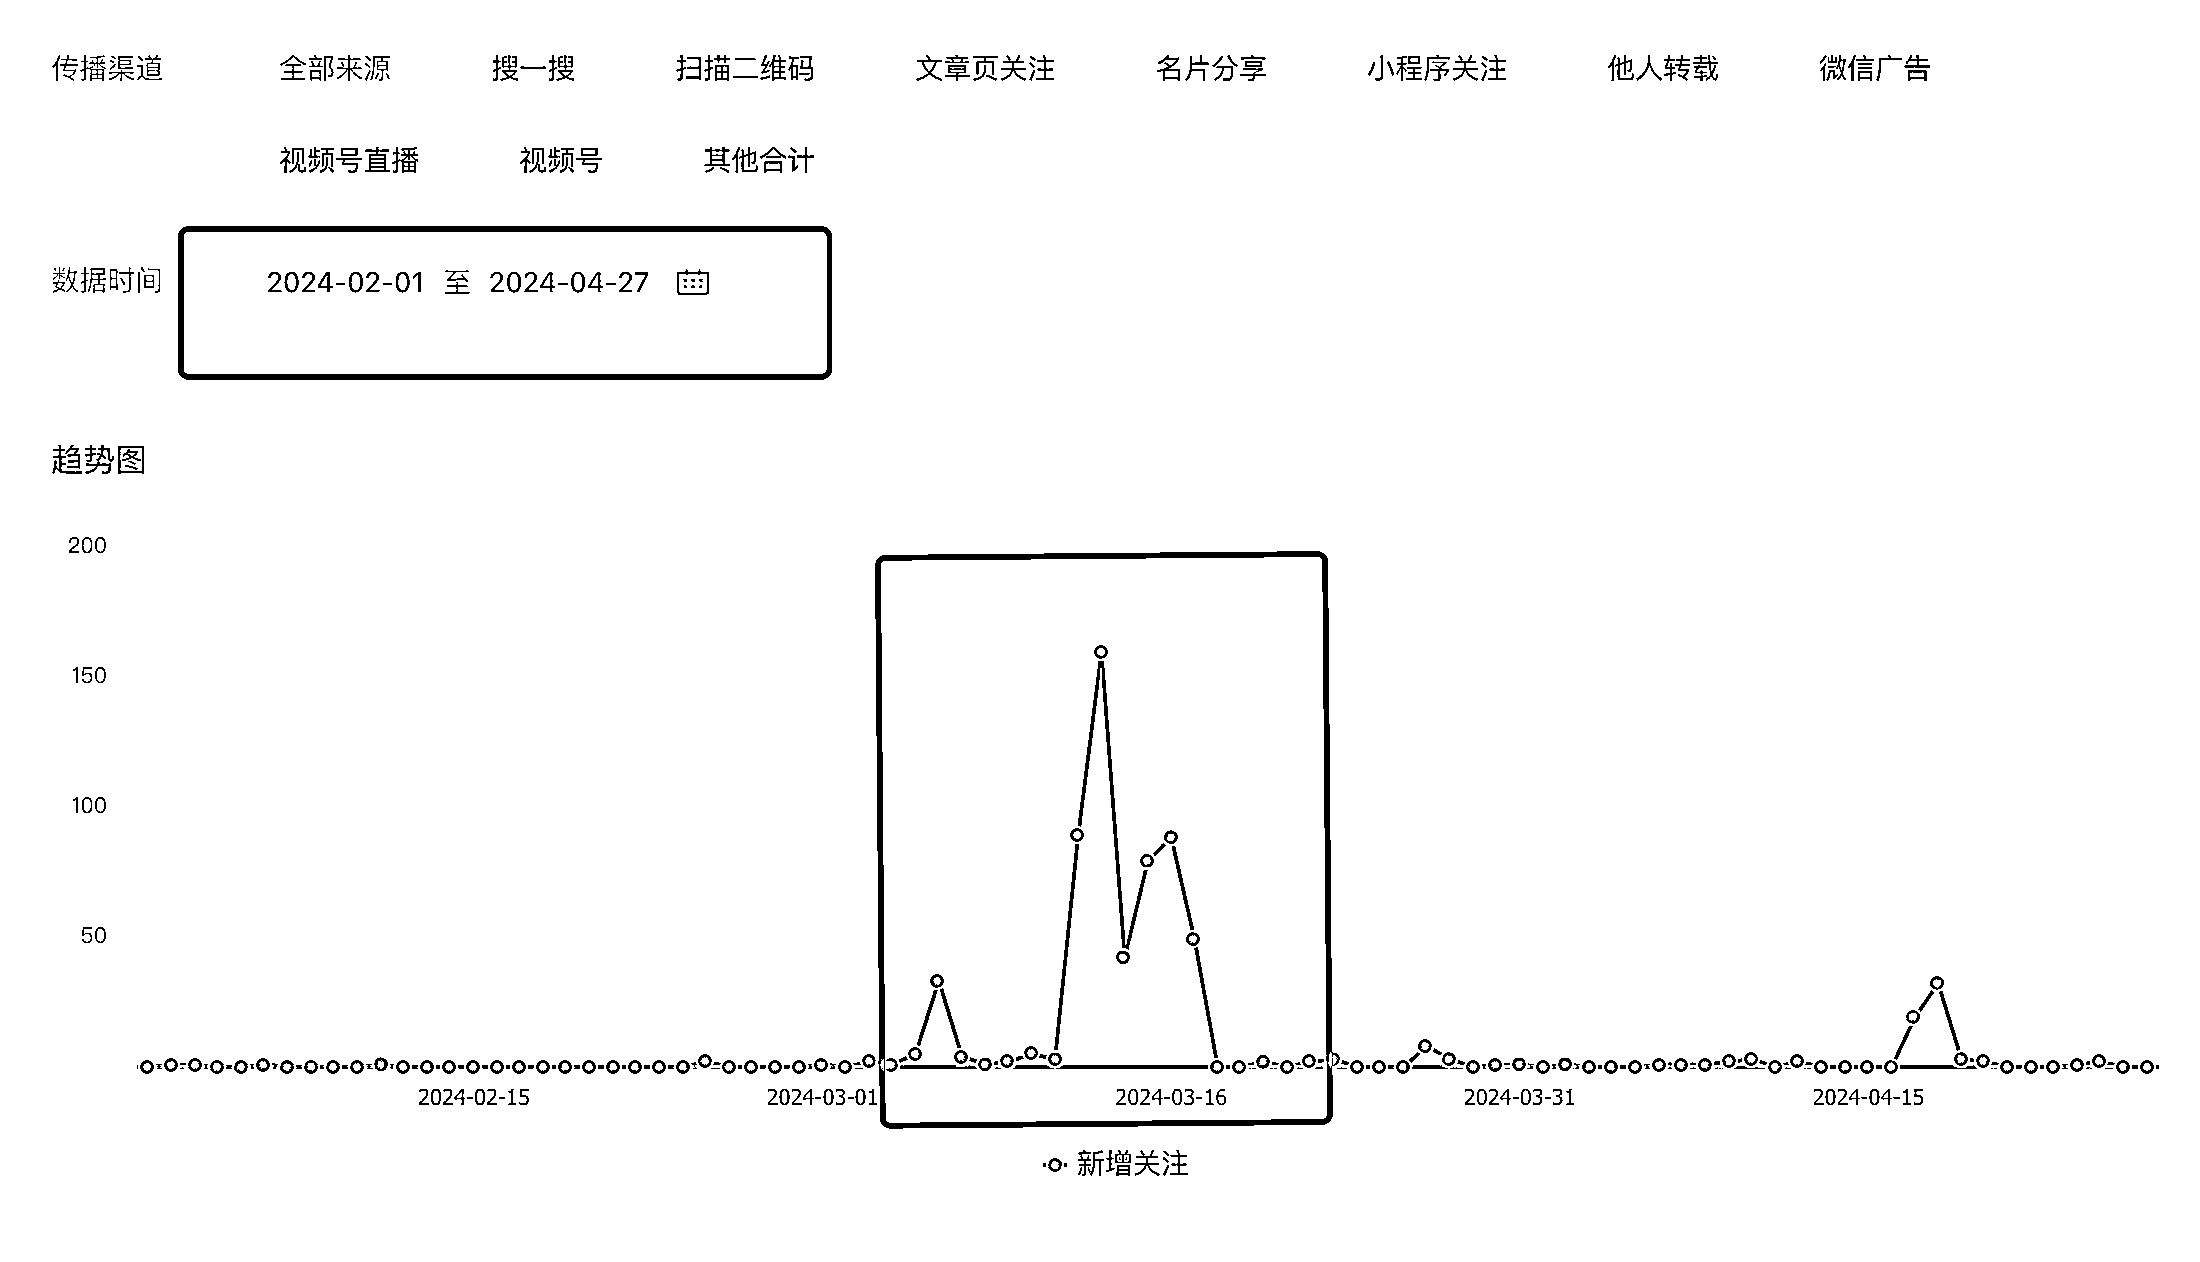 传播渠道 全部来源 搜一搜 扫描二维码 文章页关注 名片分享 小程序关注 他人转载 微信广告
视频号直播 视频号 其他合计
数据时间 2024-02-01 至 2024-04-27
趋势图
200
150
100
50
2024-02-15 2024-03-01 2024-03-16 2024-03-31 2024-04-15
新增关注